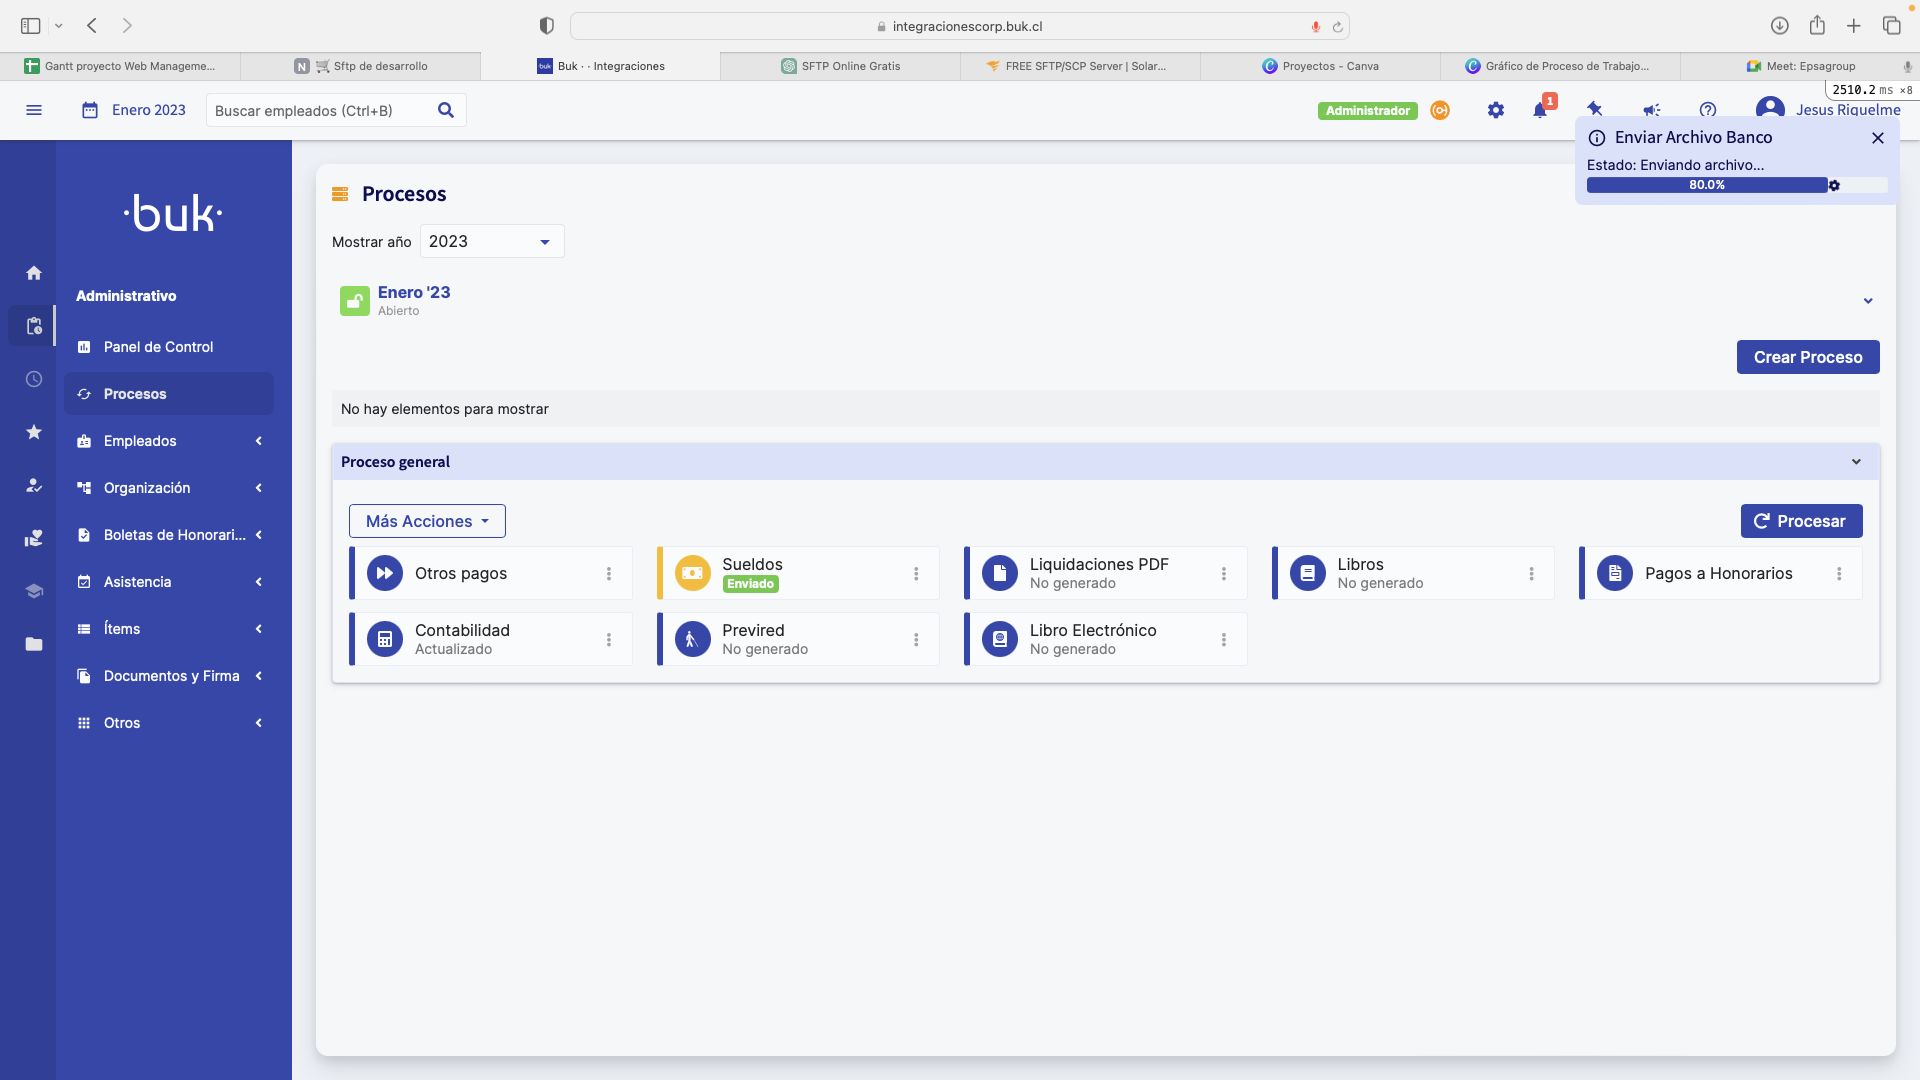 integracionescorp.buk.cl
Gantt proyecto Web Manageme...
Sftp de desarrollo
Buk · · Integraciones
SFTP Online Gratis
FREE SFTP/SCP Server | Solar...
Proyectos - Canva
Gráfico de Proceso de Trabajo...
Meet: Epsagroup
2510.2 ms ×8
Enero 2023
Buscar empleados (Ctrl+B)
Administrador
1
Jesus Riquelme
Enviar Archivo Banco
Estado: Enviando archivo...
80.0%
·buk·
Administrativo
Panel de Control
Procesos
Empleados
Organización
Boletas de Honorari...
Asistencia
Ítems
Documentos y Firma
Otros
Procesos
Mostrar año 2023
Enero '23
Abierto
Crear Proceso
No hay elementos para mostrar
Proceso general
Más Acciones
Procesar
Otros pagos
Sueldos
Enviado
Liquidaciones PDF
No generado
Libros
No generado
Pagos a Honorarios
Contabilidad
Actualizado
Previred
No generado
Libro Electrónico
No generado